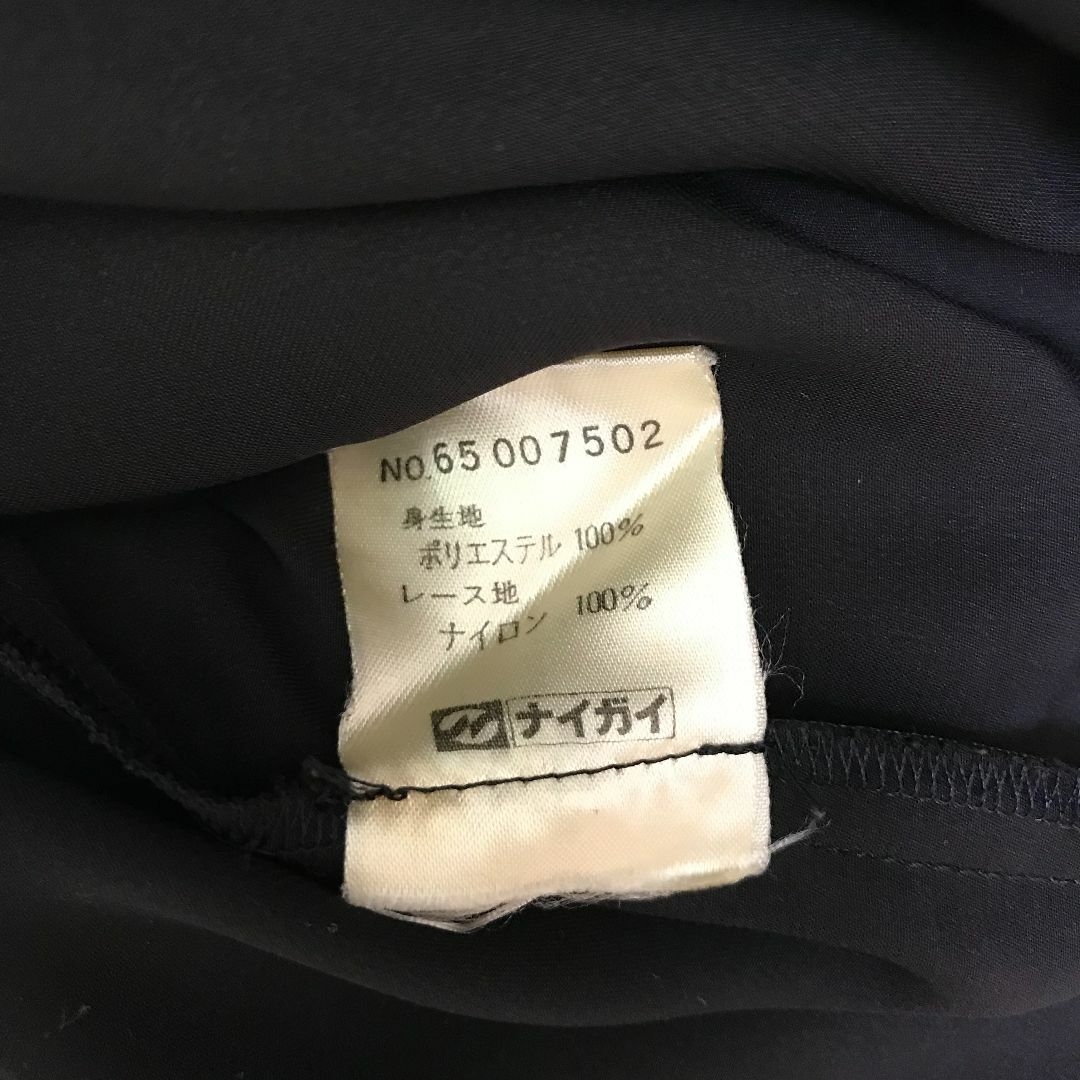 NO.65007502
身生地
ポリエステル 100%
レース地
ナイロン 100%
ナイガイ